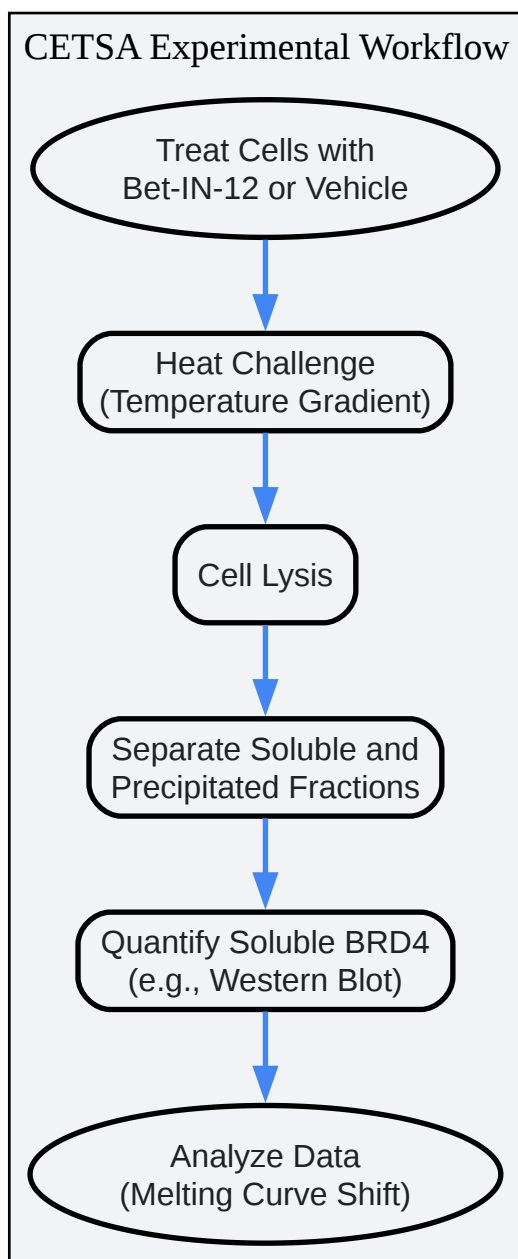 CETSA Experimental Workflow
Treat Cells with
Bet-IN-12 or Vehicle
Heat Challenge
(Temperature Gradient)
Cell Lysis
Separate Soluble and
Precipitated Fractions
Quantify Soluble BRD4
(e.g., Western Blot)
Analyze Data
(Melting Curve Shift)